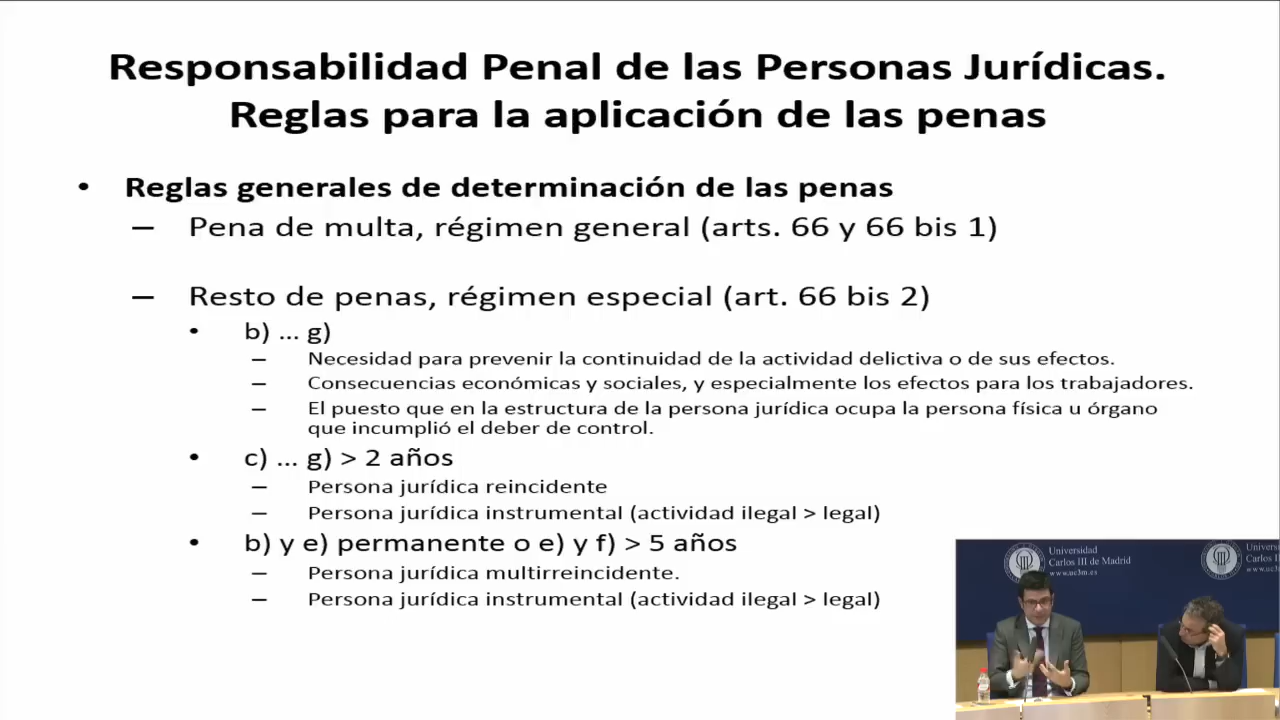 Responsabilidad Penal de las Personas Jurídicas.
Reglas para la aplicación de las penas
• Reglas generales de determinación de las penas
– Pena de multa, régimen general (arts. 66 y 66 bis 1)
– Resto de penas, régimen especial (art. 66 bis 2)
• b) ... g)
– Necesidad para prevenir la continuidad de la actividad delictiva o de sus efectos.
– Consecuencias económicas y sociales, y especialmente los efectos para los trabajadores.
– El puesto que en la estructura de la persona jurídica ocupa la persona física u órgano
que incumplió el deber de control.
• c) ... g) > 2 años
– Persona jurídica reincidente
– Persona jurídica instrumental (actividad ilegal > legal)
• b) y e) permanente o e) y f) > 5 años
– Persona jurídica multirreincidente.
– Persona jurídica instrumental (actividad ilegal > legal)
Universidad
Carlos III de Madrid
www.uc3m.es
Universid
Carlos III
www.uc3m